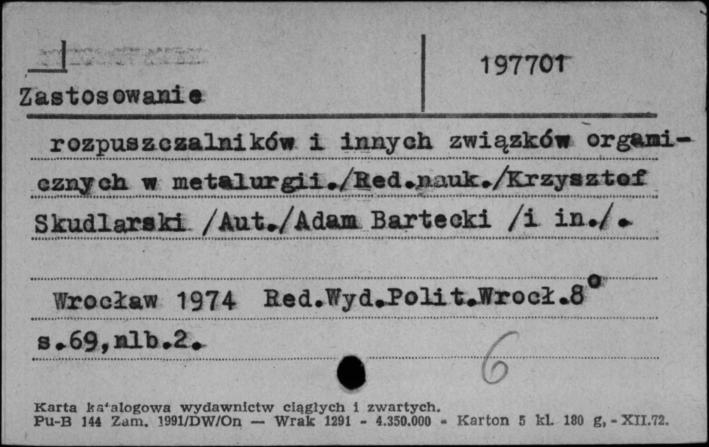 197701
Zastosowanie
rozpuszczalników i innych związków orgami-
cznych w metalurgii./Red.nauk./Krzysztof
Skudlarski /Aut./Adam Bartecki /i in./.
Wrocław 1974 Red.Wyd.Polit.Wrocł.8°
s.69,nlb.2.
6
Karta katalogowa wydawnictw ciągłych i zwartych.
Pu-B 144 Zam. 1991/DW/On — Wrak 1291 - 4.350.000 - Karton 5 kl. 180 g, - XII.72.